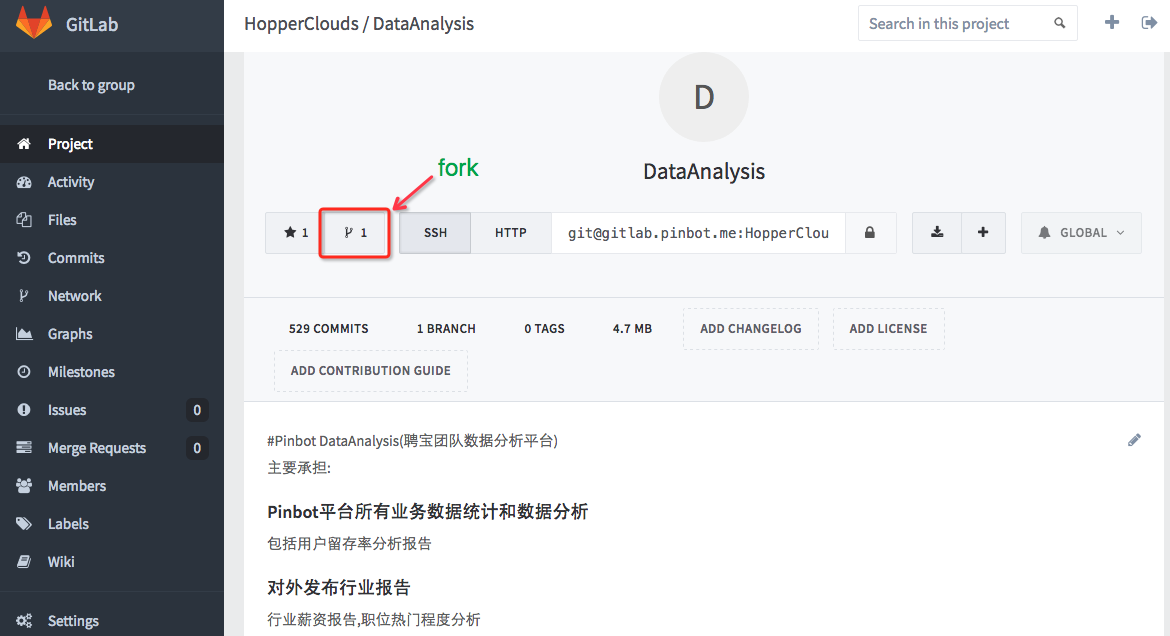 GitLab
HopperClouds / DataAnalysis
Search in this project
Back to group
Project
Activity
Files
Commits
Network
Graphs
Milestones
Issues 0
Merge Requests 0
Members
Labels
Wiki
Settings
D
fork
DataAnalysis
1
1
SSH
HTTP
git@gitlab.pinbot.me:HopperClou
GLOBAL
529 COMMITS
1 BRANCH
0 TAGS
4.7 MB
ADD CHANGELOG
ADD LICENSE
ADD CONTRIBUTION GUIDE
#Pinbot DataAnalysis(聘宝团队数据分析平台)
主要承担:
Pinbot平台所有业务数据统计和数据分析
包括用户留存率分析报告
对外发布行业报告
行业薪资报告,职位热门程度分析